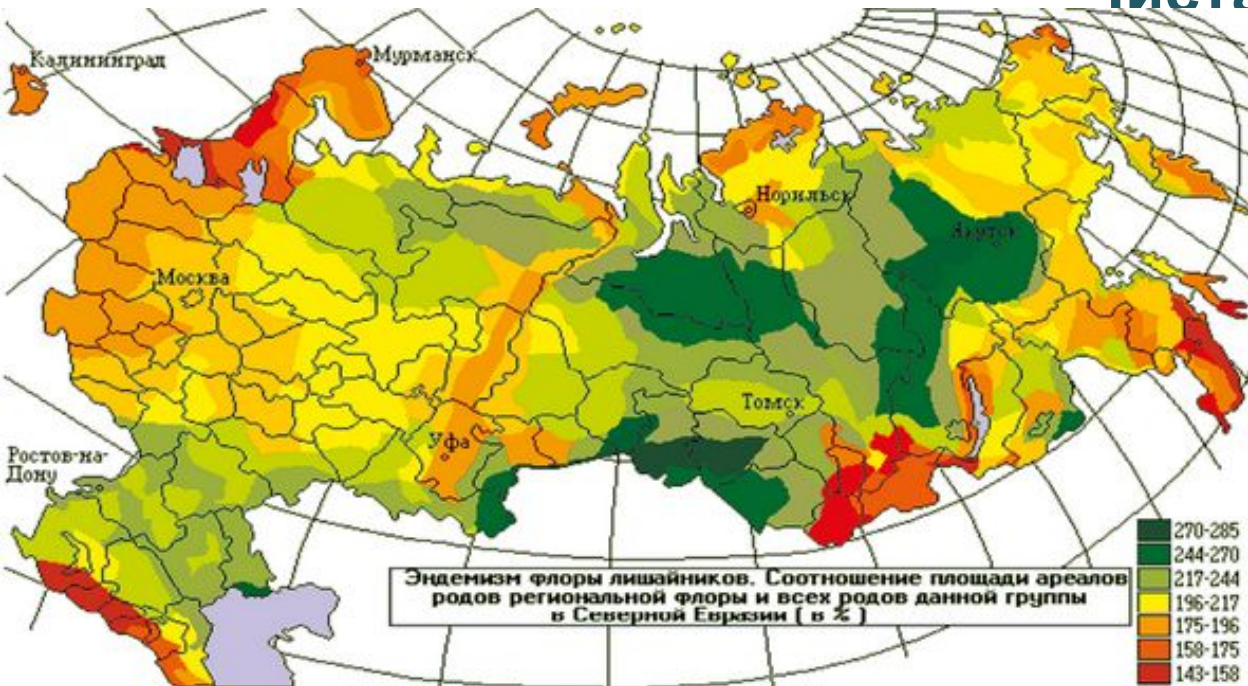 Калининград
Мурманск
Норильск
Якутск
Москва
Томск
Уфа
Ростов-на-
Дону
270-285
244-270
217-244
196-217
175-196
158-175
143-158
Эндемизм флоры лишайников. Соотношение площади ареалов
родов региональной флоры и всех родов данной группы
в Северной Евразии ( в % )